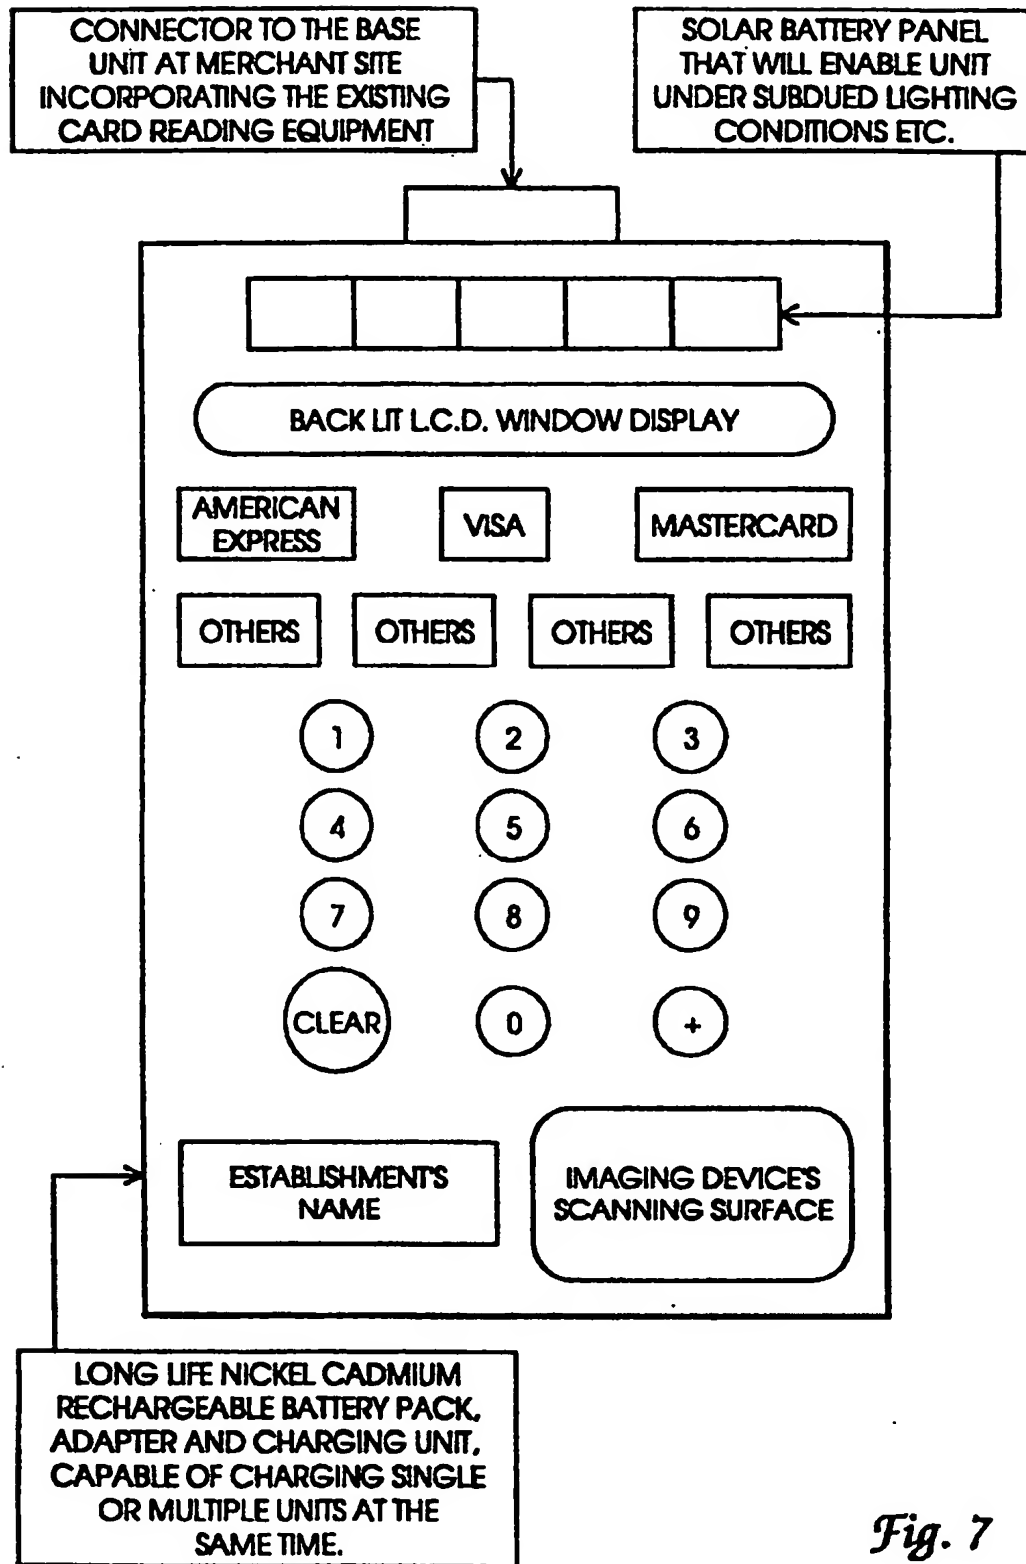 CONNECTOR TO THE BASE
UNIT AT MERCHANT SITE
INCORPORATING THE EXISTING
CARD READING EQUIPMENT
SOLAR BATTERY PANEL
THAT WILL ENABLE UNIT
UNDER SUBDUED LIGHTING
CONDITIONS ETC.
BACK LIT L.C.D. WINDOW DISPLAY
AMERICAN
EXPRESS
VISA
MASTERCARD
OTHERS
OTHERS
OTHERS
OTHERS
1
2
3
4
5
6
7
8
9
CLEAR
0
+
ESTABLISHMENT'S
NAME
IMAGING DEVICE'S
SCANNING SURFACE
LONG LIFE NICKEL CADMIUM
RECHARGEABLE BATTERY PACK,
ADAPTER AND CHARGING UNIT,
CAPABLE OF CHARGING SINGLE
OR MULTIPLE UNITS AT THE
SAME TIME.
Fig. 7